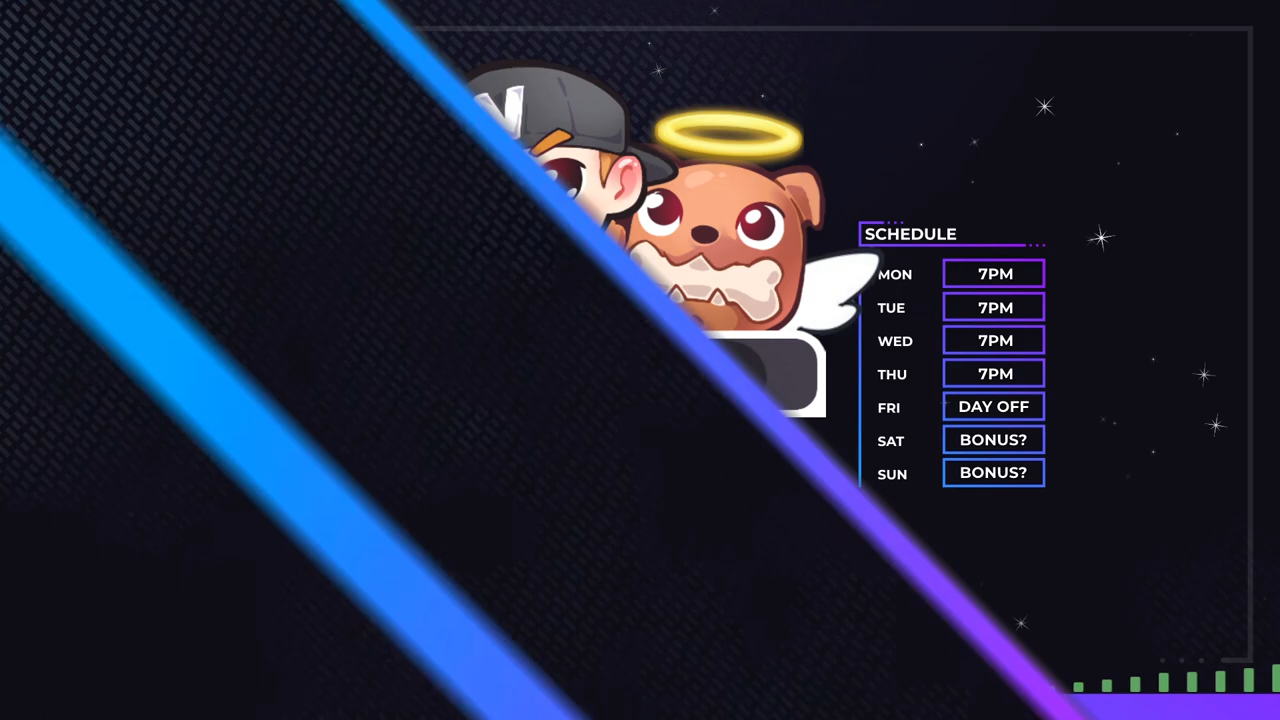 SCHEDULE
MON 7PM
TUE 7PM
WED 7PM
THU 7PM
FRI DAY OFF
SAT BONUS?
SUN BONUS?